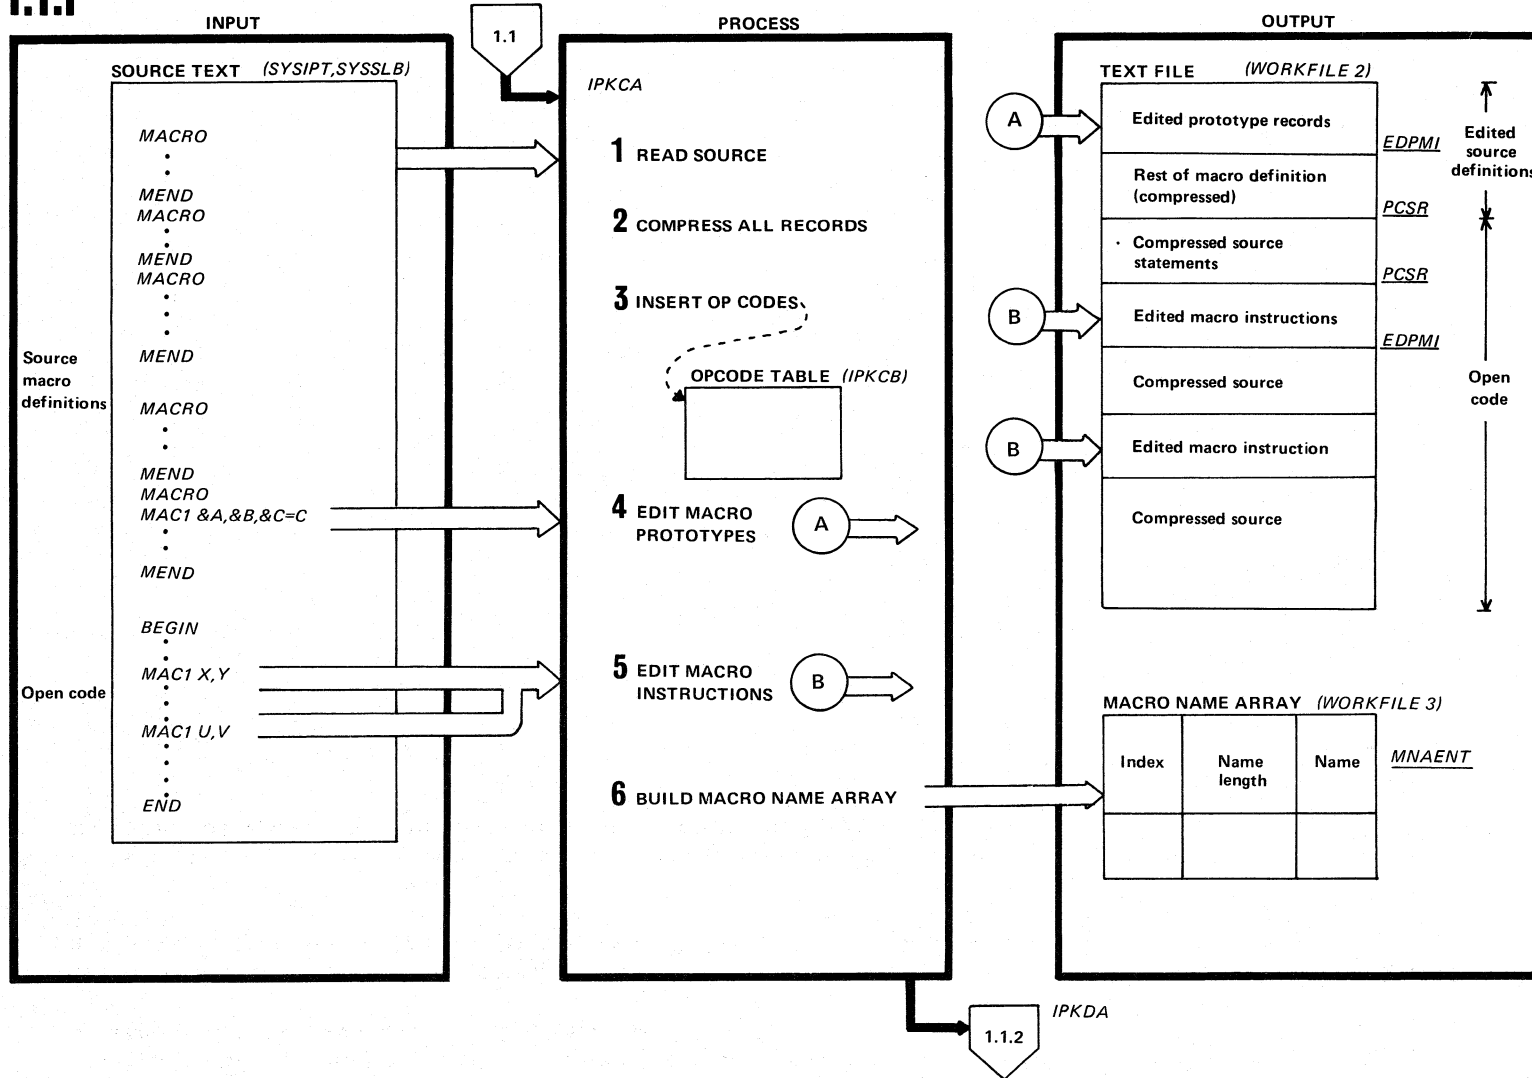 1.1.1
INPUT
PROCESS
OUTPUT
1.1
SOURCE TEXT (SYSIPT,SYSSLB)
MACRO
MEND
MACRO
MEND
MACRO
MEND
MACRO
MEND
MACRO
MAC1 &A,&B,&C=C
MEND
BEGIN
MAC1 X,Y
MAC1 U,V
END
Source
macro
definitions
Open code
IPKCA
1 READ SOURCE
2 COMPRESS ALL RECORDS
3 INSERT OP CODES
OPCODE TABLE (IPKCB)
4 EDIT MACRO
PROTOTYPES
A
5 EDIT MACRO
INSTRUCTIONS
B
6 BUILD MACRO NAME ARRAY
TEXT FILE (WORKFILE 2)
A
Edited prototype records
EDPMI
Rest of macro definition
(compressed)
PCSR
Compressed source
statements
PCSR
B
Edited macro instructions
EDPMI
Compressed source
B
Edited macro instruction
Compressed source
Edited
source
definitions
Open
code
MACRO NAME ARRAY (WORKFILE 3)
Index
Name
length
Name
MNAENT
1.1.2
IPKDA